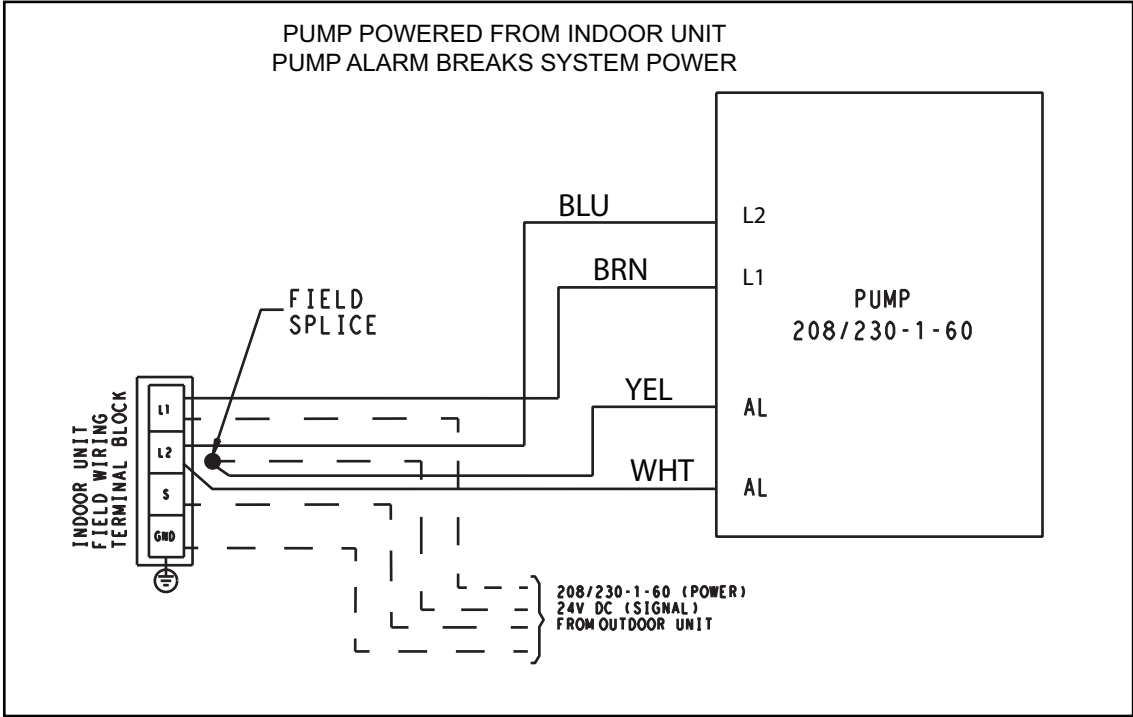 PUMP POWERED FROM INDOOR UNIT
PUMP ALARM BREAKS SYSTEM POWER
BLU
L2
BRN
L1
PUMP
208/230-1-60
FIELD
SPLICE
YEL
AL
WHT
AL
INDOOR UNIT
FIELD WIRING
TERMINAL BLOCK
L1
L2
S
GND
208/230-1-60 (POWER)
24V DC (SIGNAL)
FROM OUTDOOR UNIT